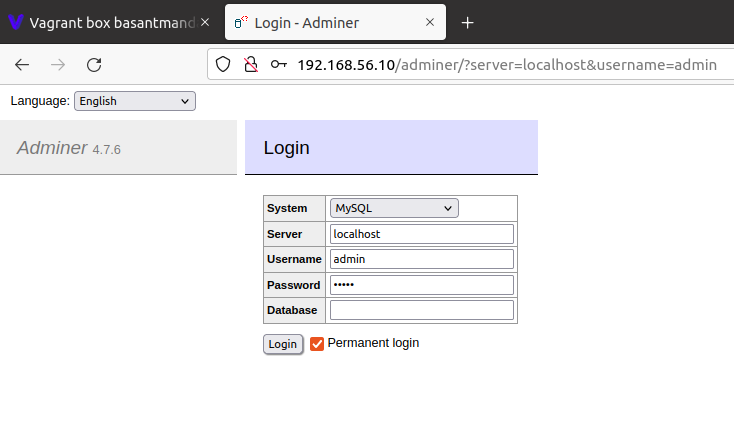 Vagrant box basantmand
Login - Adminer
192.168.56.10/adminer/?server=localhost&username=admin
Language: English
Adminer 4.7.6
Login
System MySQL
Server localhost
Username admin
Password •••••
Database
Login Permanent login